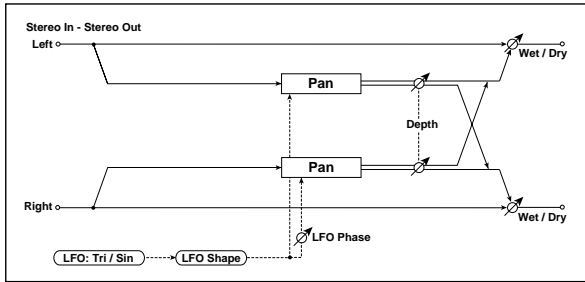 Stereo In - Stereo Out
Left
Wet / Dry
Pan
Depth
Pan
Right
Wet / Dry
LFO Phase
LFO: Tri / Sin
LFO Shape